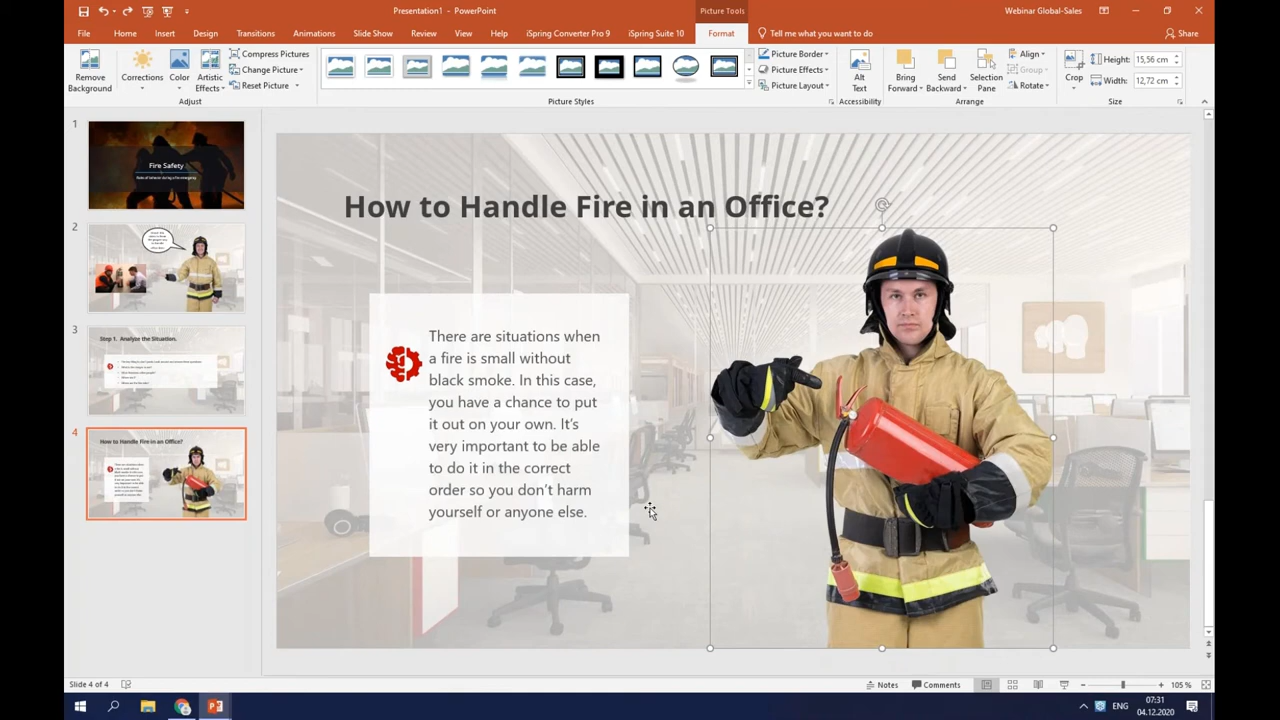 Presentation1 - PowerPoint
Picture Tools
Webinar Global-Sales
File
Home
Insert
Design
Transitions
Animations
Slide Show
Review
View
Help
iSpring Converter Pro 9
iSpring Suite 10
Format
Tell me what you want to do
Share
Remove
Background
Corrections
Color
Artistic
Effects
Compress Pictures
Change Picture
Reset Picture
Adjust
Picture Styles
Picture Border
Picture Effects
Picture Layout
Alt
Text
Accessibility
Bring
Forward
Send
Backward
Selection
Pane
Align
Group
Rotate
Arrange
Crop
Height:
15,56 cm
Width:
12,72 cm
Size
1
Fire Safety
2
3
Step 1. Analyze the Situation.
4
How to Handle Fire in an Office?
How to Handle Fire in an Office?
There are situations when
a fire is small without
black smoke. In this case,
you have a chance to put
it out on your own. It's
very important to be able
to do it in the correct
order so you don't harm
yourself or anyone else.
Slide 4 of 4
Notes
Comments
105 %
ENG
07:31
04.12.2020